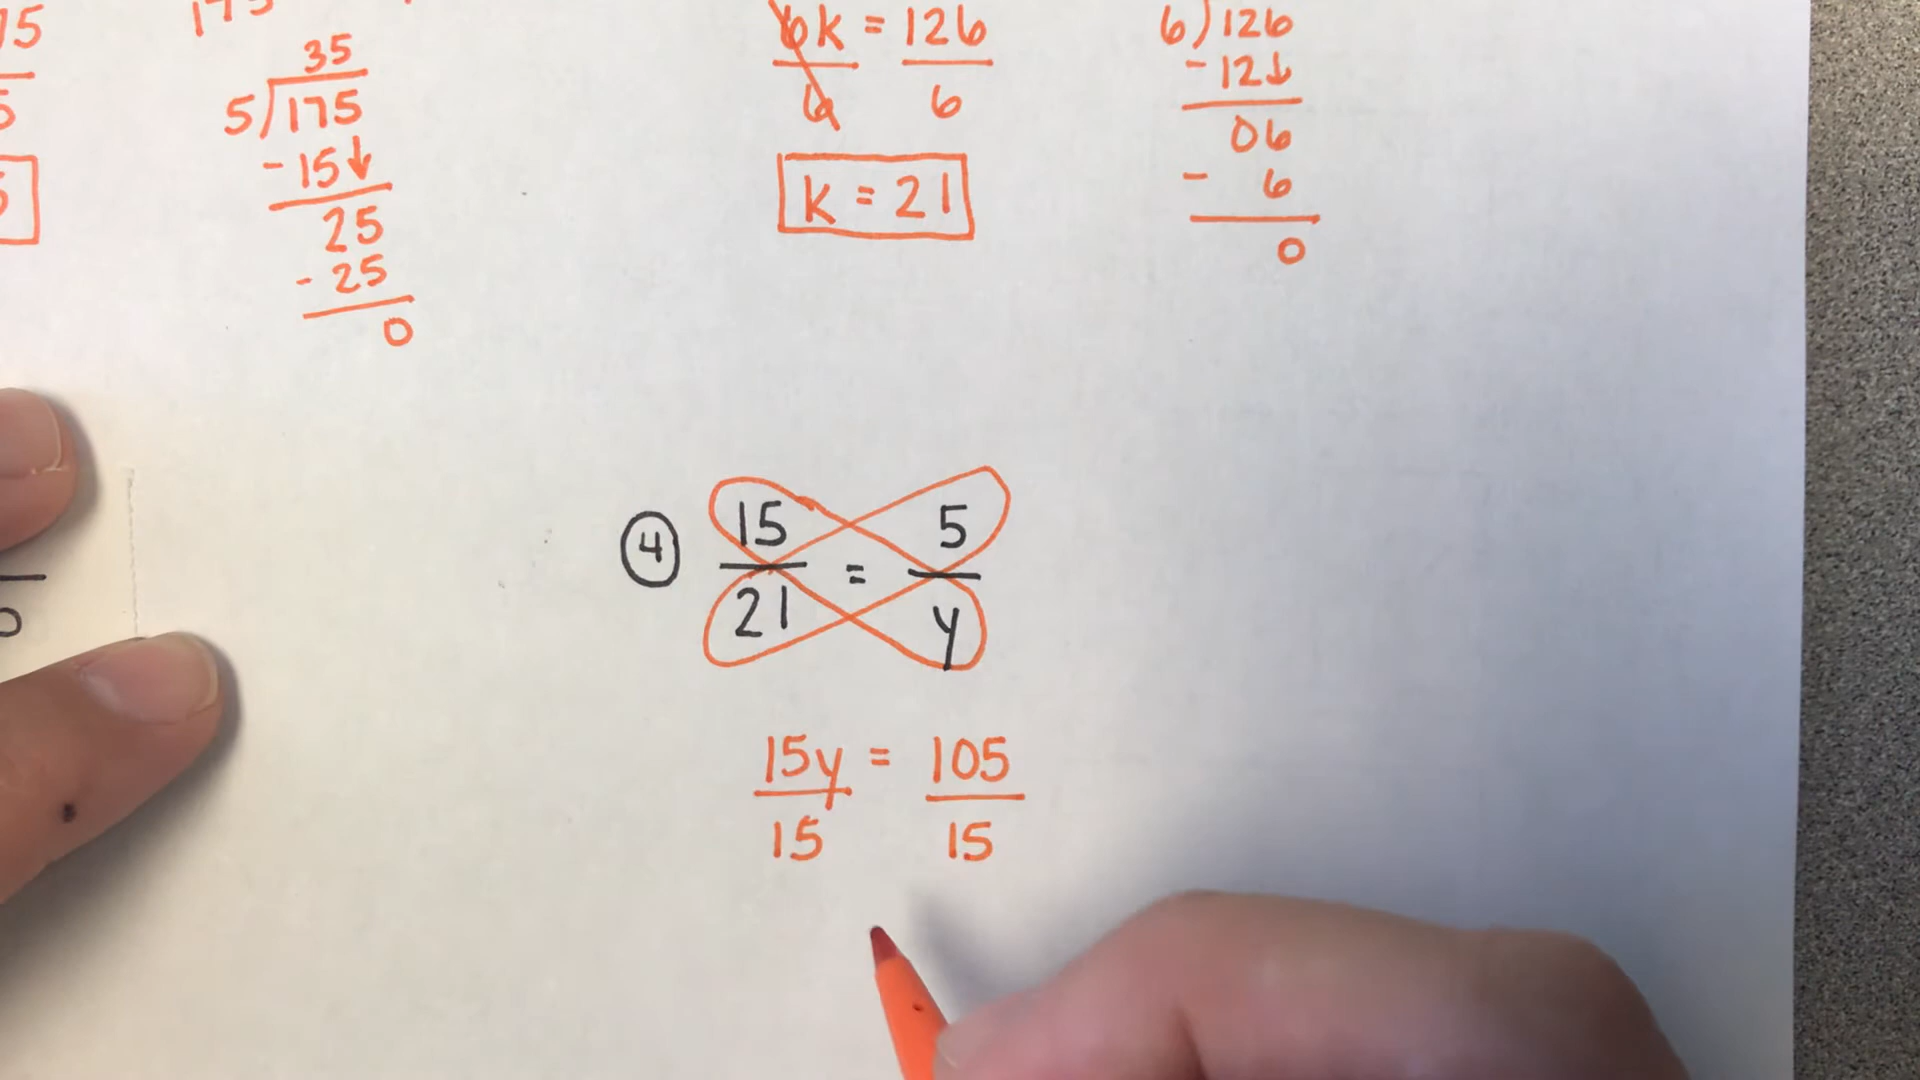 175
35
5)175
-15↓
25
-25
0
6k = 126
6 6
k = 21
6)126
-12↓
06
- 6
0
④ 15 = 5
21 y
15y = 105
15 15